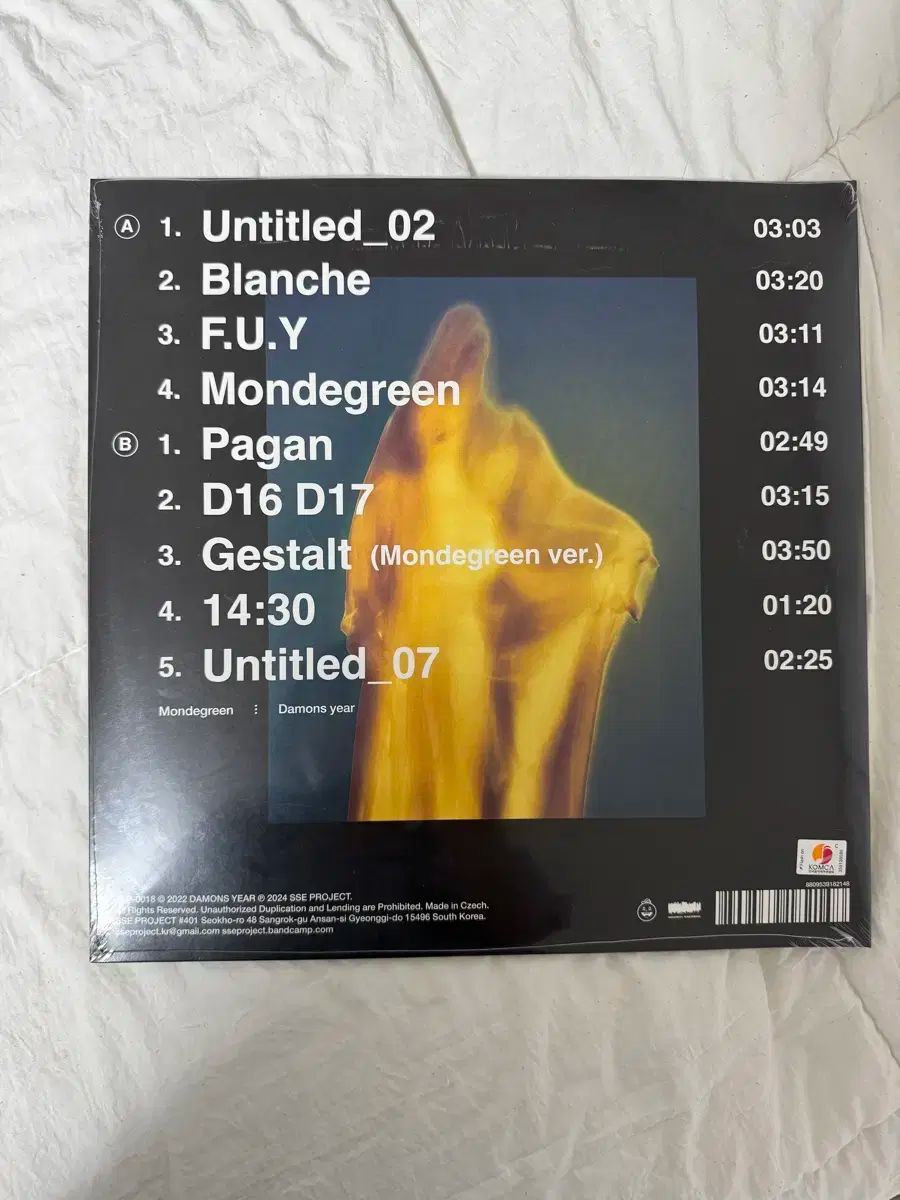 A 1. Untitled_02 03:03
2. Blanche 03:20
3. F.U.Y 03:11
4. Mondegreen 03:14
B 1. Pagan 02:49
2. D16 D17 03:15
3. Gestalt (Mondegreen ver.) 03:50
4. 14:30 01:20
5. Untitled_07 02:25
Mondegreen ⋮ Damons year
KOMCA
8809539182148
-0018 © 2022 DAMONS YEAR ℗ 2024 SSE PROJECT.
Rights Reserved. Unauthorized Duplication and Lending are Prohibited. Made in Czech.
SSE PROJECT #401 Seokho-ro 48 Sangrok-gu Ansan-si Gyeonggi-do 15496 South Korea.
sseproject.kr@gmail.com sseproject.bandcamp.com